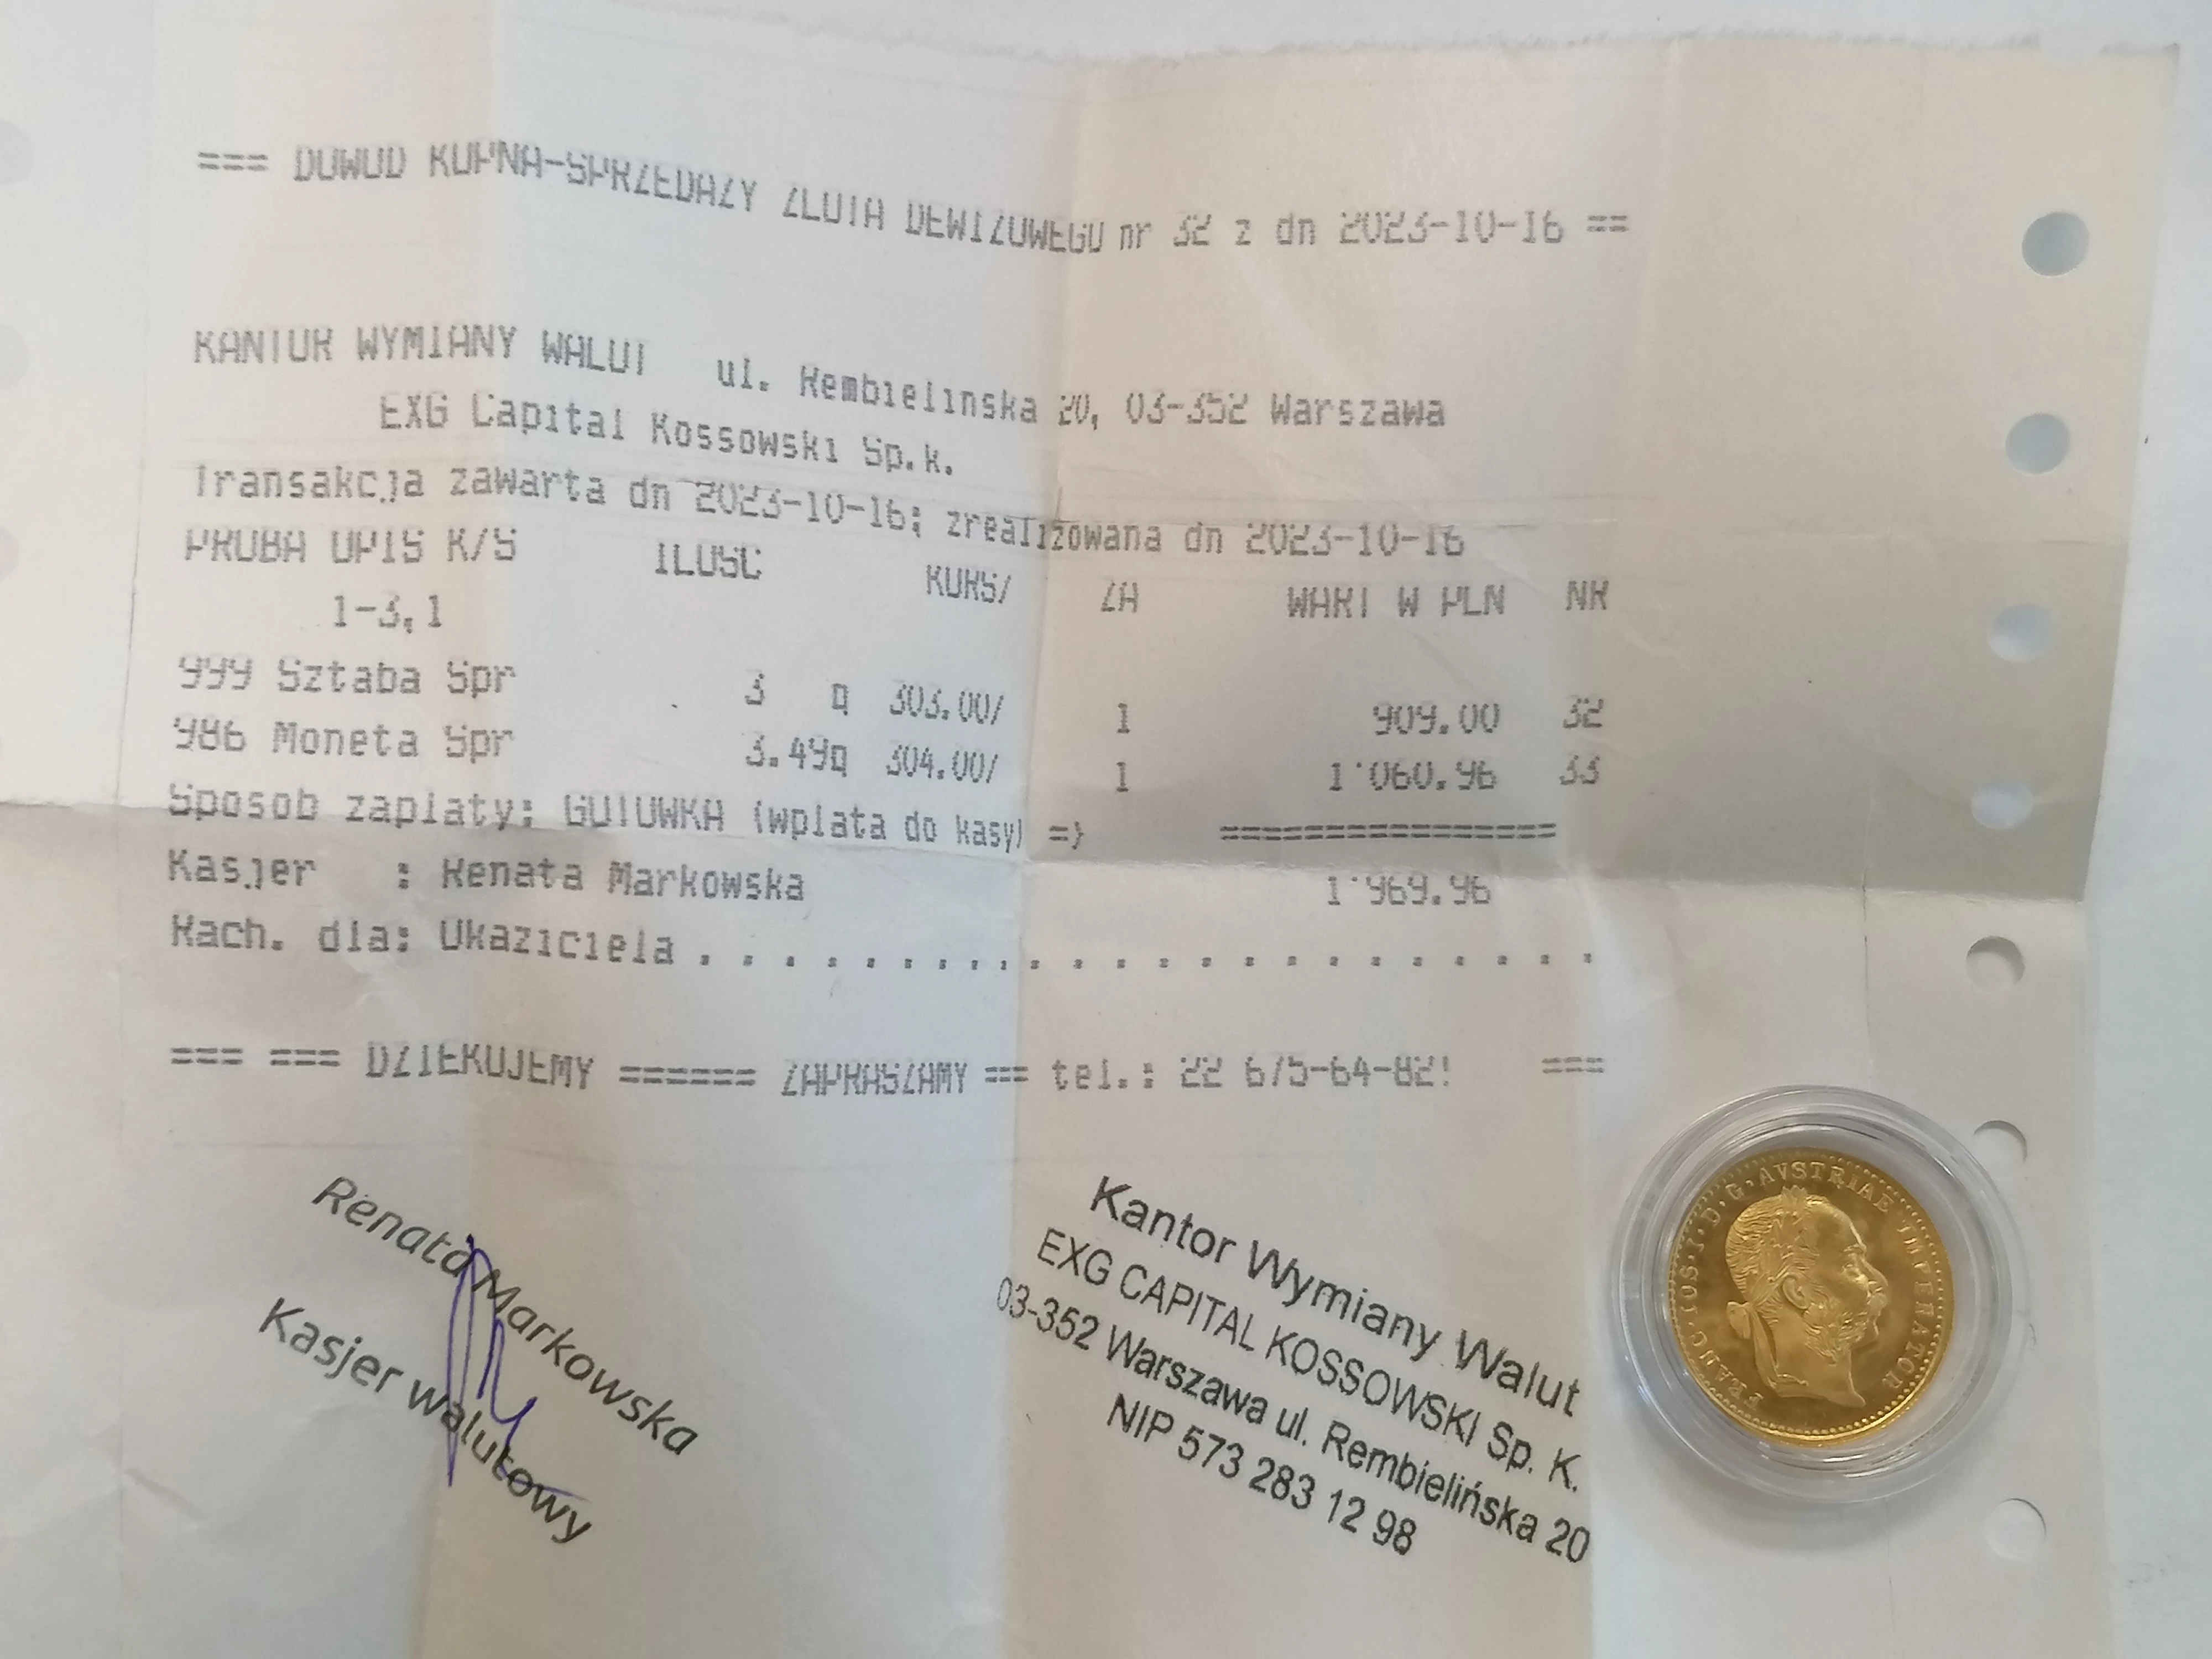 === DOWOD KUPNA-SPRZEDAZY ZLOTA DEWIZOWEGO nr 32 z dn 2023-10-16 ==
KANTOR WYMIANY WALUT ul. Rembielinska 20, 03-352 Warszawa
EXG Capital Kossowski Sp.k.
Transakcja zawarta dn 2023-10-16; zrealizowana dn 2023-10-16
PROBA OPIS K/S ILOSC KURS/ ZA WART W PLN NR
1-3,1
999 Sztaba Spr 3 g 303.00/ 1 909.00 32
986 Moneta Spr 3.49g 304.00/ 1 1'060.96 33
Sposob zaplaty: GOTOWKA (wplata do kasy) => ================
Kasjer : Renata Markowska 1'969.96
Rach. dla: Okaziciela . . . . . . . . . . . . . . . . . . . . . . .
=== === DZIEKUJEMY ====== ZAPRASZAMY == tel.: 22 675-64-82! ===
Renata Markowska
Kasjer walutowy
Kantor Wymiany Walut
EXG CAPITAL KOSSOWSKI Sp. K.
03-352 Warszawa ul. Rembielińska 20
NIP 573 283 12 98
FRANC·IOS·I·D·G·AVSTRIAE IMPERATOR